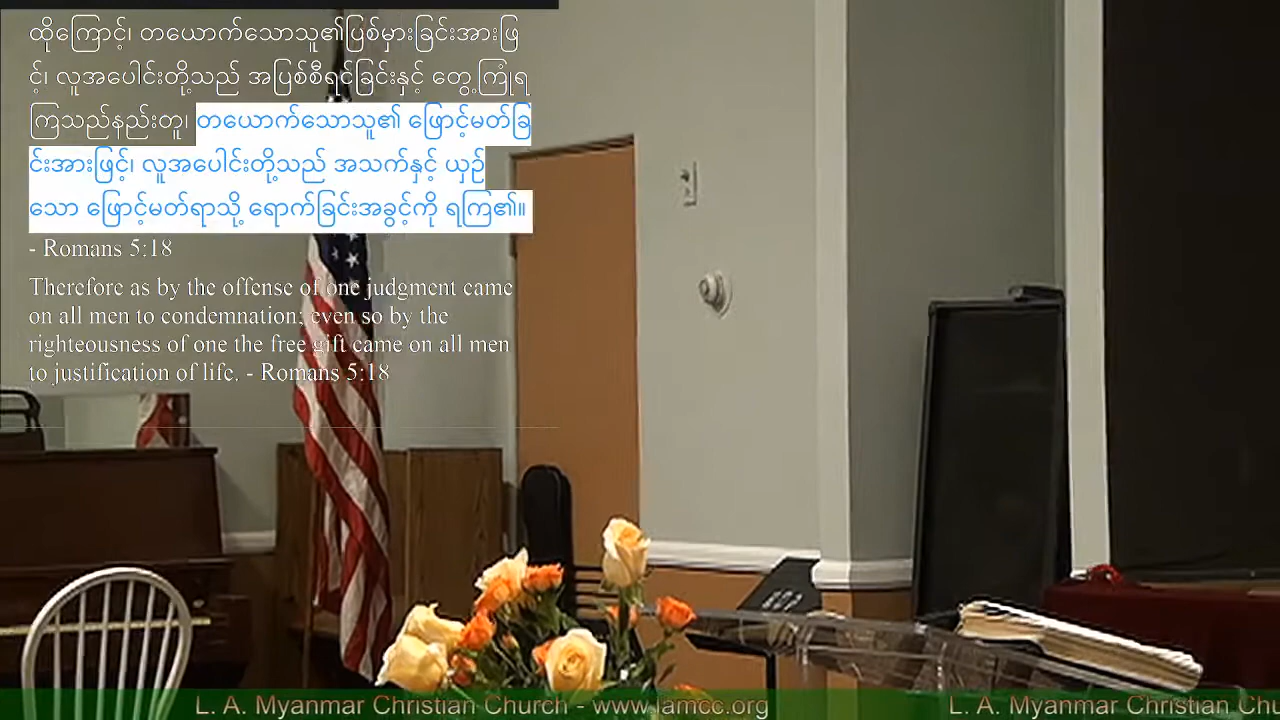 ထိုကြောင့်၊ တယောက်သောသူ၏ပြစ်မှားခြင်းအားဖြ
င့်၊ လူအပေါင်းတို့သည် အပြစ်စီရင်ခြင်းနှင့် တွေ့ကြုံရ
ကြသည်နည်းတူ၊ တယောက်သောသူ၏ ဖြောင့်မတ်ခြ
င်းအားဖြင့်၊ လူအပေါင်းတို့သည် အသက်နှင့် ယှဉ်
သော ဖြောင့်မတ်ရာသို့ ရောက်ခြင်းအခွင့်ကို ရကြ၏။
- Romans 5:18
Therefore as by the offense of one judgment came
on all men to condemnation; even so by the
righteousness of one the free gift came on all men
to justification of life. - Romans 5:18
L. A. Myanmar Christian Church - www.lamcc.org L. A. Myanmar Christian Chu